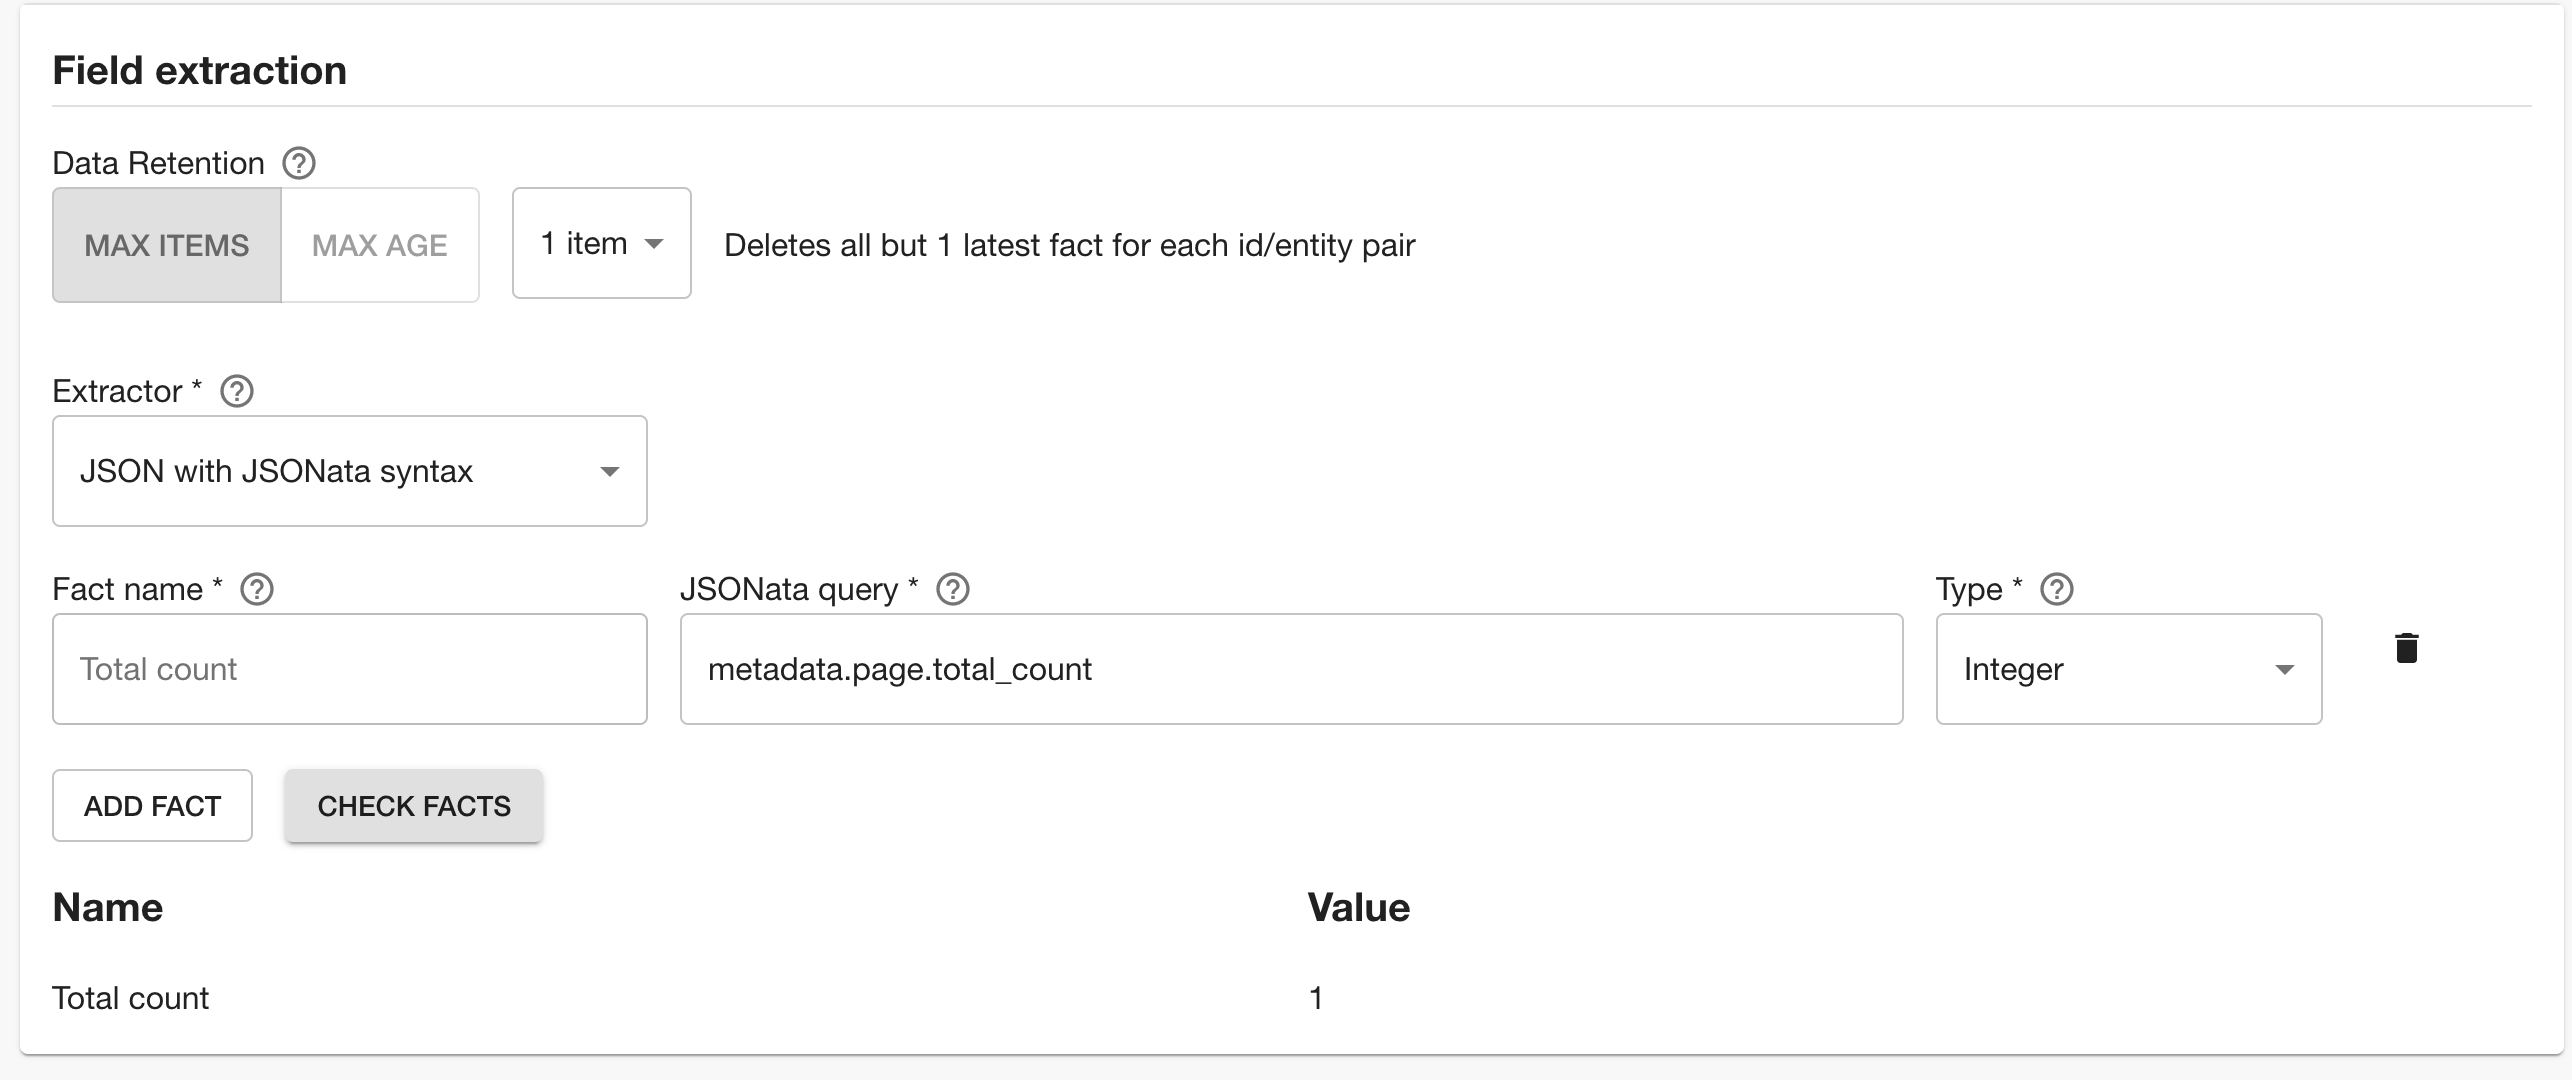 Field extraction
Data Retention ?
MAX ITEMS MAX AGE 1 item Deletes all but 1 latest fact for each id/entity pair
Extractor * ?
JSON with JSONata syntax
Fact name * ? JSONata query * ? Type * ?
Total count metadata.page.total_count Integer
ADD FACT CHECK FACTS
Name Value
Total count 1